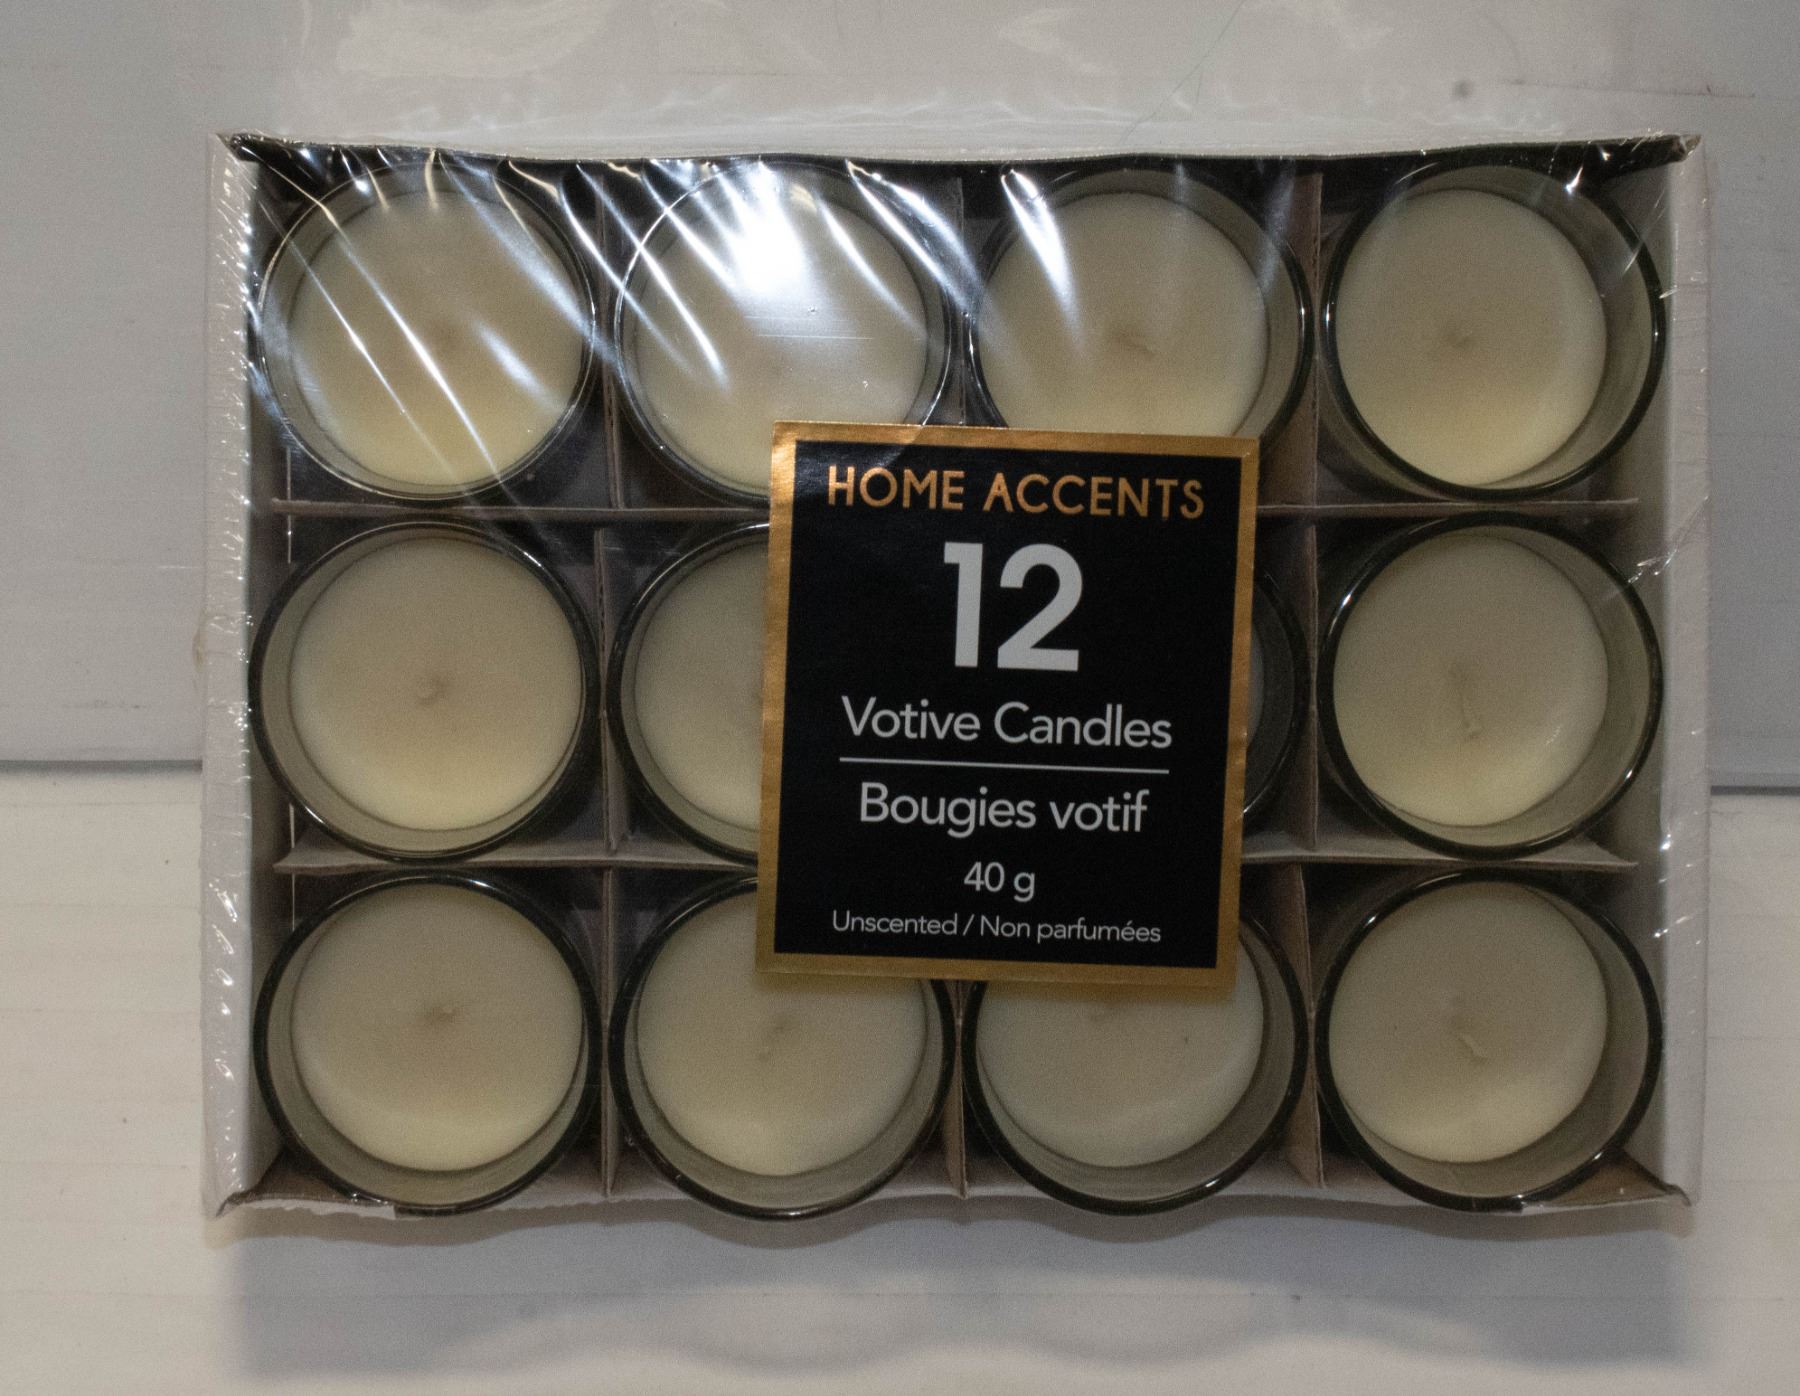 HOME ACCENTS
12
Votive Candles
Bougies votif
40 g
Unscented / Non parfumées